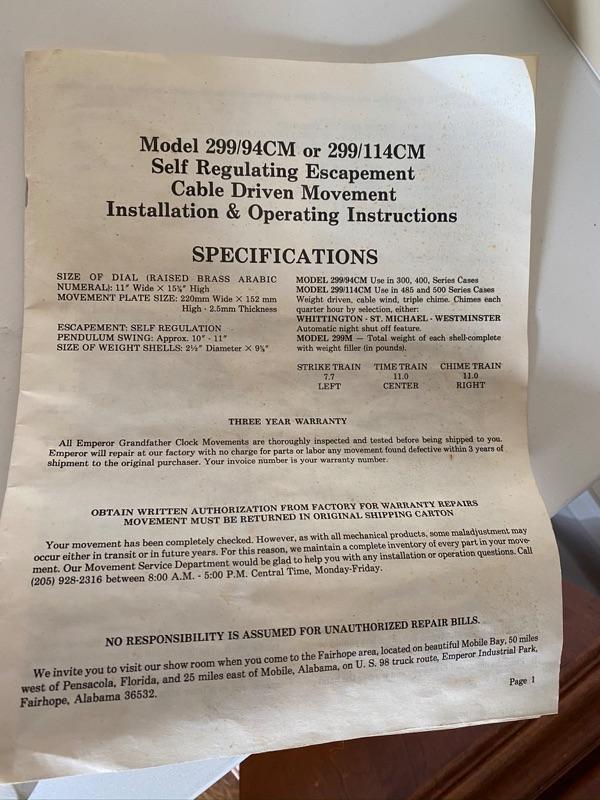 Model 299/94CM or 299/114CM
Self Regulating Escapement
Cable Driven Movement
Installation & Operating Instructions
SPECIFICATIONS
SIZE OF DIAL (RAISED BRASS ARABIC
NUMERAL): 11" Wide × 15¾" High
MOVEMENT PLATE SIZE: 220mm Wide × 152 mm
High - 2.5mm Thickness
ESCAPEMENT: SELF REGULATION
PENDULUM SWING: Approx. 10" - 11"
SIZE OF WEIGHT SHELLS: 2½" Diameter × 9⅞"
MODEL 299/94CM Use in 300, 400, Series Cases
MODEL 299/114CM Use in 485 and 500 Series Cases
Weight driven, cable wind, triple chime. Chimes each
quarter hour by selection, either:
WHITTINGTON - ST. MICHAEL - WESTMINSTER
Automatic night shut off feature.
MODEL 299M — Total weight of each shell-complete
with weight filler (in pounds).
STRIKE TRAIN TIME TRAIN CHIME TRAIN
7.7 11.0 11.0
LEFT CENTER RIGHT
THREE YEAR WARRANTY
All Emperor Grandfather Clock Movements are thoroughly inspected and tested before being shipped to you.
Emperor will repair at our factory with no charge for parts or labor any movement found defective within 3 years of
shipment to the original purchaser. Your invoice number is your warranty number.
OBTAIN WRITTEN AUTHORIZATION FROM FACTORY FOR WARRANTY REPAIRS
MOVEMENT MUST BE RETURNED IN ORIGINAL SHIPPING CARTON
Your movement has been completely checked. However, as with all mechanical products, some maladjustment may
occur either in transit or in future years. For this reason, we maintain a complete inventory of every part in your move-
ment. Our Movement Service Department would be glad to help you with any installation or operation questions. Call
(205) 928-2316 between 8:00 A.M. - 5:00 P.M. Central Time, Monday-Friday.
NO RESPONSIBILITY IS ASSUMED FOR UNAUTHORIZED REPAIR BILLS.
We invite you to visit our show room when you come to the Fairhope area, located on beautiful Mobile Bay, 50 miles
west of Pensacola, Florida, and 25 miles east of Mobile, Alabama, on U. S. 98 truck route, Emperor Industrial Park,
Fairhope, Alabama 36532.
Page 1